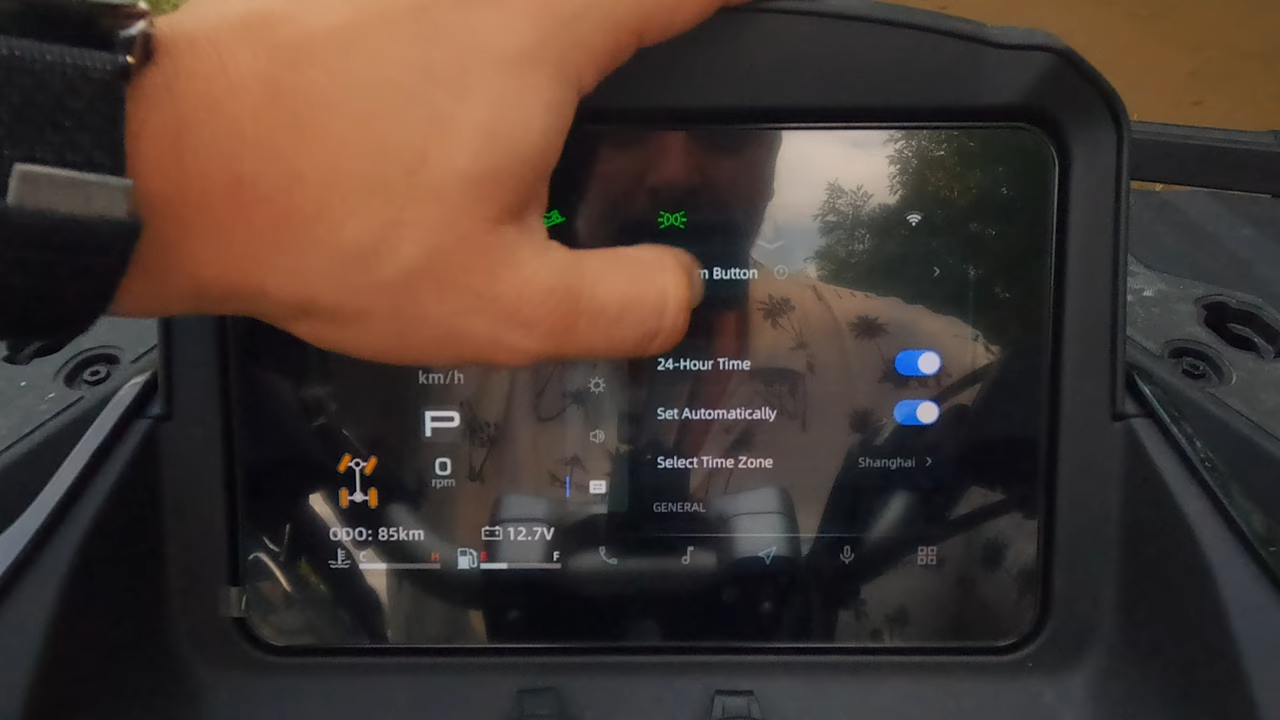 m Button
km/h
24-Hour Time
P
Set Automatically
0
rpm
Select Time Zone
Shanghai
GENERAL
ODO: 85km
12.7V
C
H
E
F